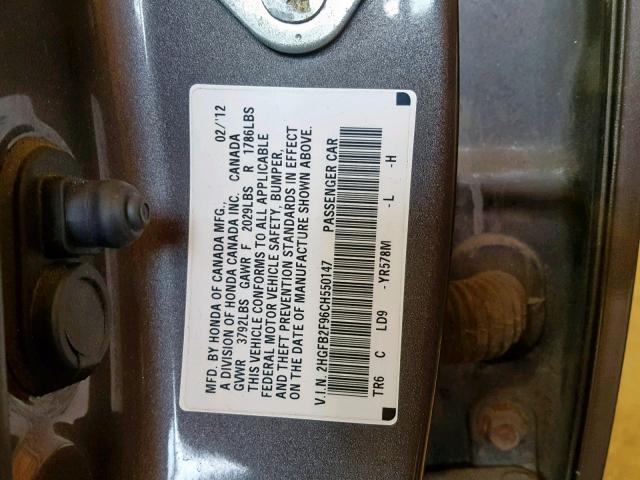 MFD. BY HONDA OF CANADA MFG., 02/'12
A DIVISION OF HONDA CANADA INC. CANADA
GVWR 3792LBS GAWR F 2029LBS R 1786LBS
THIS VEHICLE CONFORMS TO ALL APPLICABLE
FEDERAL MOTOR VEHICLE SAFETY, BUMPER,
AND THEFT PREVENTION STANDARDS IN EFFECT
ON THE DATE OF MANUFACTURE SHOWN ABOVE.
V.I.N. 2HGFB2F96CH550147 PASSENGER CAR
TR6 C LD9 -YR578M -L -H